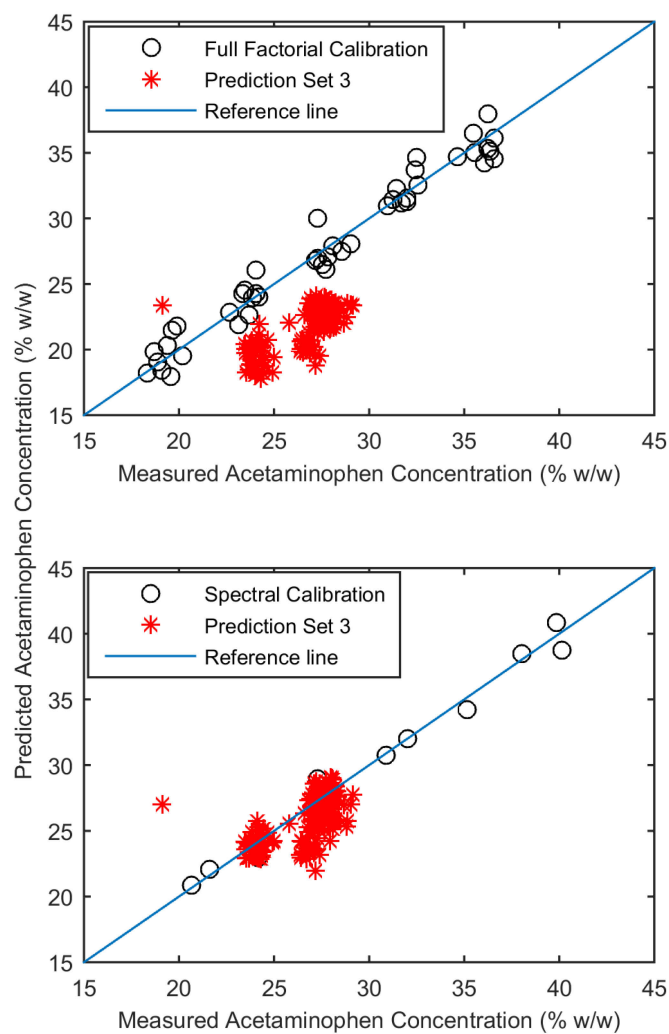 45
40
35
30
25
20
15
Full Factorial Calibration
Prediction Set 3
Reference line
15 20 25 30 35 40 45
Measured Acetaminophen Concentration (% w/w)
Predicted Acetaminophen Concentration (% w/w)
45
40
35
30
25
20
15
Spectral Calibration
Prediction Set 3
Reference line
15 20 25 30 35 40 45
Measured Acetaminophen Concentration (% w/w)